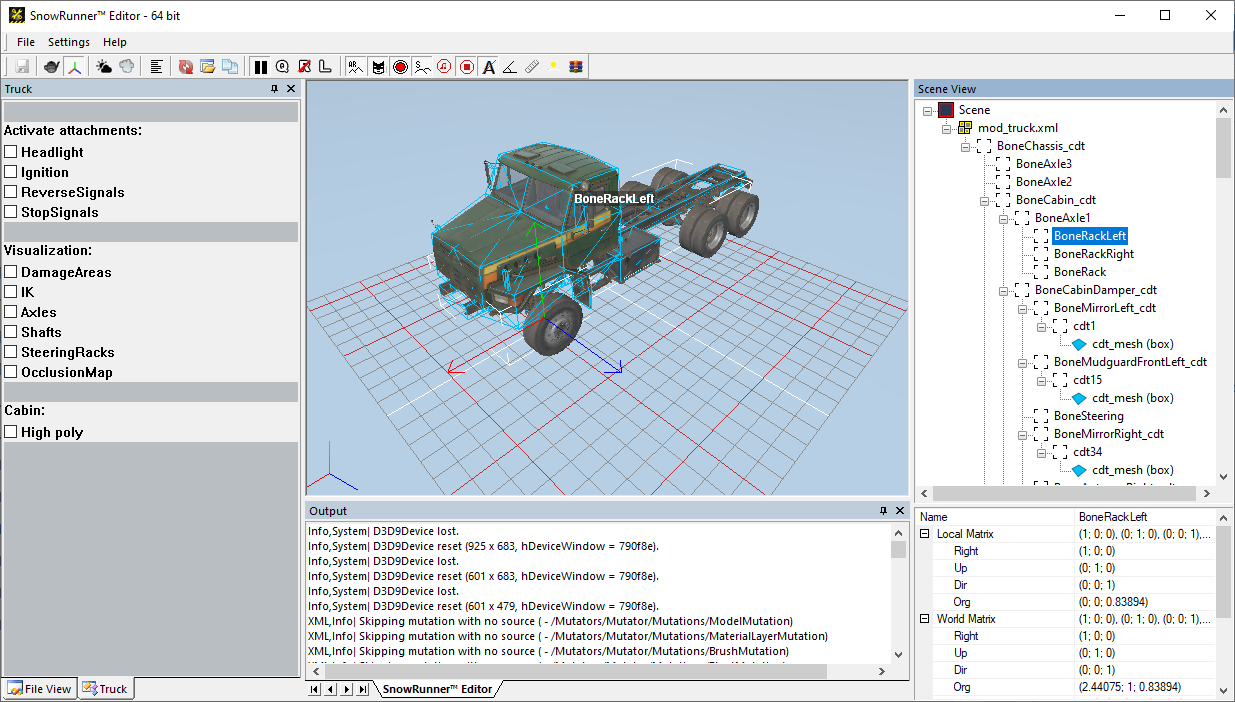 SnowRunner™ Editor - 64 bit
File Settings Help
Truck
Activate attachments:
Headlight
Ignition
ReverseSignals
StopSignals
Visualization:
DamageAreas
IK
Axles
Shafts
SteeringRacks
OcclusionMap
Cabin:
High poly
File View
Truck
BoneRackLeft
Output
Info,System| D3D9Device lost.
Info,System| D3D9Device reset (925 x 683, hDeviceWindow = 790f8e).
Info,System| D3D9Device lost.
Info,System| D3D9Device reset (601 x 683, hDeviceWindow = 790f8e).
Info,System| D3D9Device lost.
Info,System| D3D9Device reset (601 x 479, hDeviceWindow = 790f8e).
XML,Info| Skipping mutation with no source ( - /Mutators/Mutator/Mutations/ModelMutation)
XML,Info| Skipping mutation with no source ( - /Mutators/Mutator/Mutations/MaterialLayerMutation)
XML,Info| Skipping mutation with no source ( - /Mutators/Mutator/Mutations/BrushMutation)
SnowRunner™ Editor
Scene View
Scene
mod_truck.xml
BoneChassis_cdt
BoneAxle3
BoneAxle2
BoneCabin_cdt
BoneAxle1
BoneRackLeft
BoneRackRight
BoneRack
BoneCabinDamper_cdt
BoneMirrorLeft_cdt
cdt1
cdt_mesh (box)
BoneMudguardFrontLeft_cdt
cdt15
cdt_mesh (box)
BoneSteering
BoneMirrorRight_cdt
cdt34
cdt_mesh (box)
Name BoneRackLeft
Local Matrix (1; 0; 0), (0; 1; 0), (0; 0; 1),...
Right (1; 0; 0)
Up (0; 1; 0)
Dir (0; 0; 1)
Org (0; 0; 0.83894)
World Matrix (1; 0; 0), (0; 1; 0), (0; 0; 1),...
Right (1; 0; 0)
Up (0; 1; 0)
Dir (0; 0; 1)
Org (2.44075; 1; 0.83894)